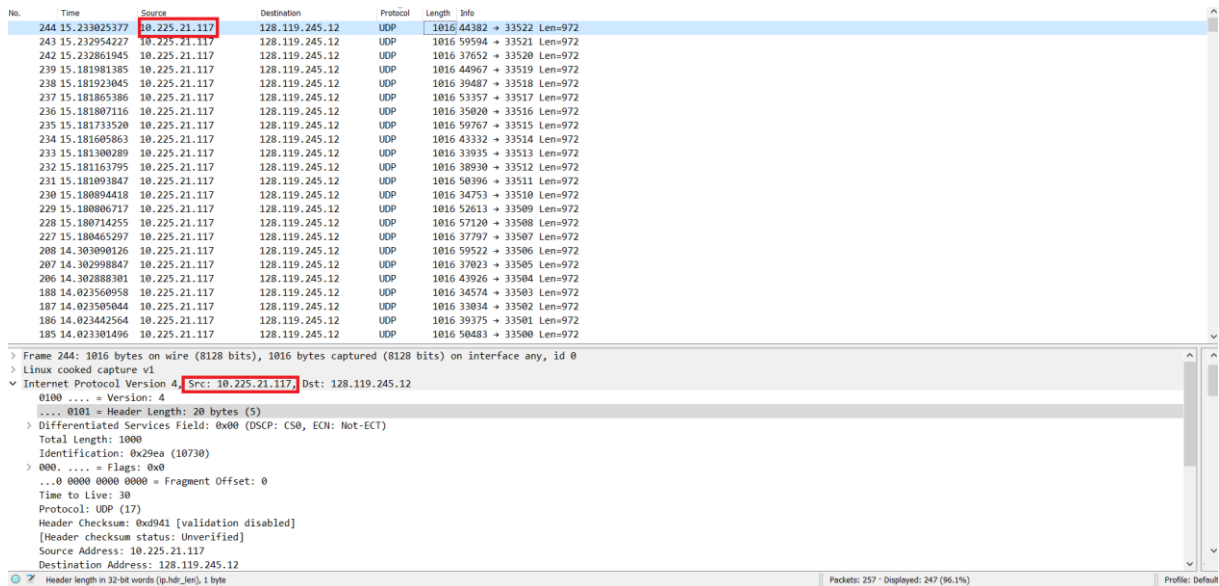 No. Time Source Destination Protocol Length Info
244 15.233025377 10.225.21.117 128.119.245.12 UDP 1016 44382 → 33522 Len=972
243 15.232954227 10.225.21.117 128.119.245.12 UDP 1016 59594 → 33521 Len=972
242 15.232861945 10.225.21.117 128.119.245.12 UDP 1016 37652 → 33520 Len=972
239 15.181981385 10.225.21.117 128.119.245.12 UDP 1016 44967 → 33519 Len=972
238 15.181923045 10.225.21.117 128.119.245.12 UDP 1016 39487 → 33518 Len=972
237 15.181865386 10.225.21.117 128.119.245.12 UDP 1016 53357 → 33517 Len=972
236 15.181807116 10.225.21.117 128.119.245.12 UDP 1016 35020 → 33516 Len=972
235 15.181733520 10.225.21.117 128.119.245.12 UDP 1016 59767 → 33515 Len=972
234 15.181605863 10.225.21.117 128.119.245.12 UDP 1016 43332 → 33514 Len=972
233 15.181300289 10.225.21.117 128.119.245.12 UDP 1016 33935 → 33513 Len=972
232 15.181163795 10.225.21.117 128.119.245.12 UDP 1016 38930 → 33512 Len=972
231 15.181093847 10.225.21.117 128.119.245.12 UDP 1016 50396 → 33511 Len=972
230 15.180894418 10.225.21.117 128.119.245.12 UDP 1016 34753 → 33510 Len=972
229 15.180806717 10.225.21.117 128.119.245.12 UDP 1016 52613 → 33509 Len=972
228 15.180714255 10.225.21.117 128.119.245.12 UDP 1016 57120 → 33508 Len=972
227 15.180465297 10.225.21.117 128.119.245.12 UDP 1016 37797 → 33507 Len=972
208 14.303090126 10.225.21.117 128.119.245.12 UDP 1016 59522 → 33506 Len=972
207 14.302998847 10.225.21.117 128.119.245.12 UDP 1016 37023 → 33505 Len=972
206 14.302888301 10.225.21.117 128.119.245.12 UDP 1016 43926 → 33504 Len=972
188 14.023560958 10.225.21.117 128.119.245.12 UDP 1016 34574 → 33503 Len=972
187 14.023505044 10.225.21.117 128.119.245.12 UDP 1016 33034 → 33502 Len=972
186 14.023442564 10.225.21.117 128.119.245.12 UDP 1016 39375 → 33501 Len=972
185 14.023301496 10.225.21.117 128.119.245.12 UDP 1016 50483 → 33500 Len=972
> Frame 244: 1016 bytes on wire (8128 bits), 1016 bytes captured (8128 bits) on interface any, id 0
> Linux cooked capture v1
Internet Protocol Version 4, Src: 10.225.21.117, Dst: 128.119.245.12
0100 .... = Version: 4
.... 0101 = Header Length: 20 bytes (5)
> Differentiated Services Field: 0x00 (DSCP: CS0, ECN: Not-ECT)
Total Length: 1000
Identification: 0x29ea (10730)
> 000. .... = Flags: 0x0
...0 0000 0000 0000 = Fragment Offset: 0
Time to Live: 30
Protocol: UDP (17)
Header Checksum: 0xd941 [validation disabled]
[Header checksum status: Unverified]
Source Address: 10.225.21.117
Destination Address: 128.119.245.12
Header length in 32-bit words (ip.hdr_len), 1 byte Packets: 257 · Displayed: 247 (96.1%) Profile: Default